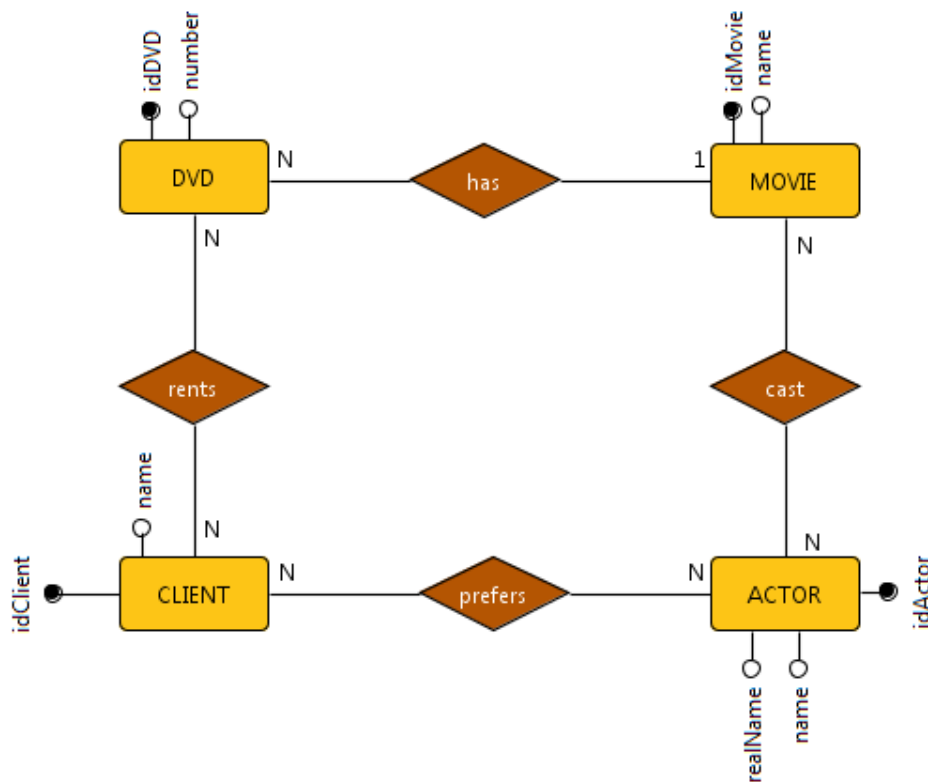 idDVD
number
idMovie
name
DVD
N
has
1
MOVIE
N
N
rents
cast
name
N
N
idClient
CLIENT
N
prefers
N
ACTOR
idActor
realName
name